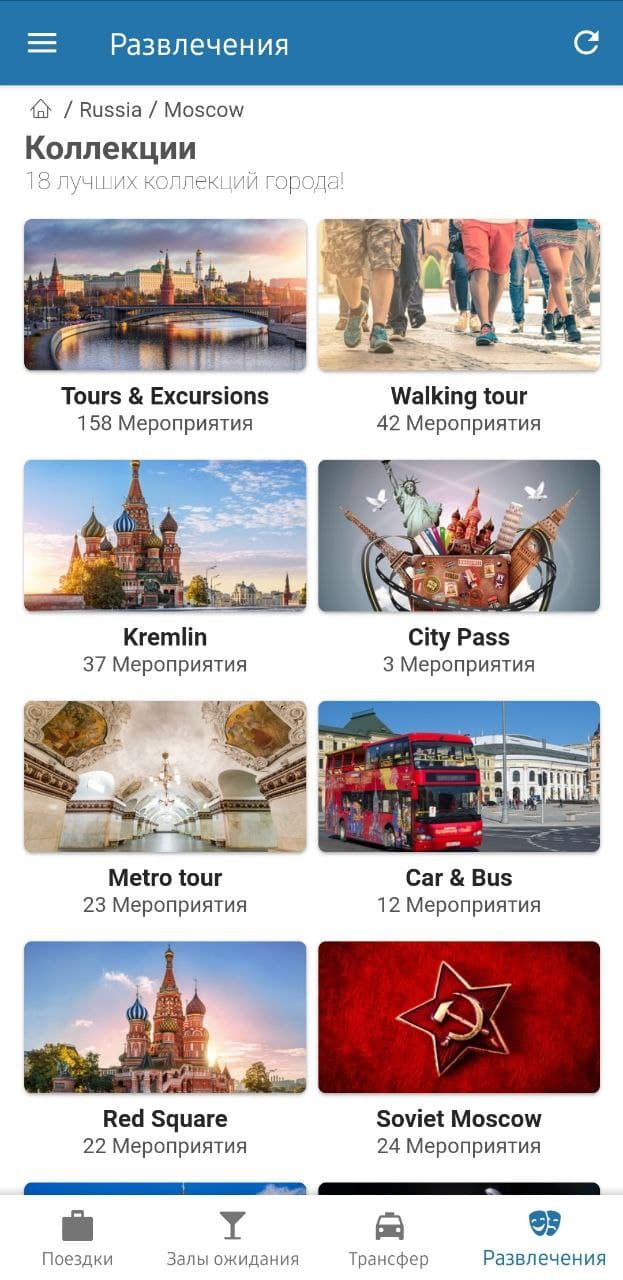 Развлечения
/ Russia / Moscow
Коллекции
18 лучших коллекций города!
Tours & Excursions
158 Мероприятия
Walking tour
42 Мероприятия
Kremlin
37 Мероприятия
City Pass
3 Мероприятия
Metro tour
23 Мероприятия
Car & Bus
12 Мероприятия
Red Square
22 Мероприятия
Soviet Moscow
24 Мероприятия
Поездки
Залы ожидания
Трансфер
Развлечения